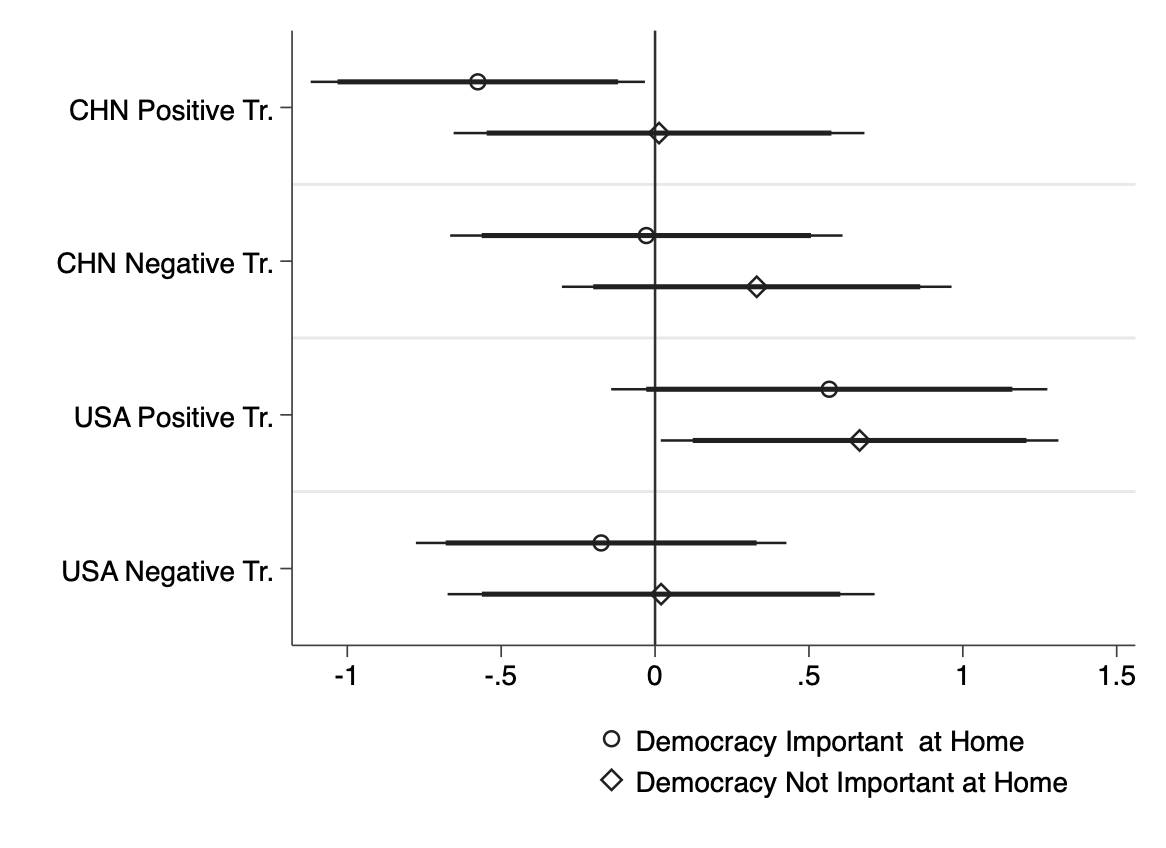 CHN Positive Tr.
CHN Negative Tr.
USA Positive Tr.
USA Negative Tr.
-1 -.5 0 .5 1 1.5
Democracy Important  at Home
Democracy Not Important at Home